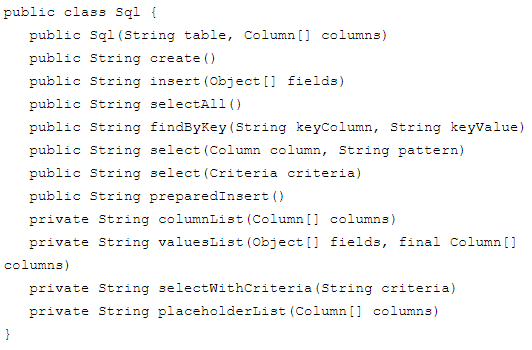 public class Sql {
public Sql(String table, Column[] columns)
public String create()
public String insert(Object[] fields)
public String selectAll()
public String findByKey(String keyColumn, String keyValue)
public String select(Column column, String pattern)
public String select(Criteria criteria)
public String preparedInsert()
private String columnList(Column[] columns)
private String valuesList(Object[] fields, final Column[]
columns)
private String selectWithCriteria(String criteria)
private String placeholderList(Column[] columns)
}